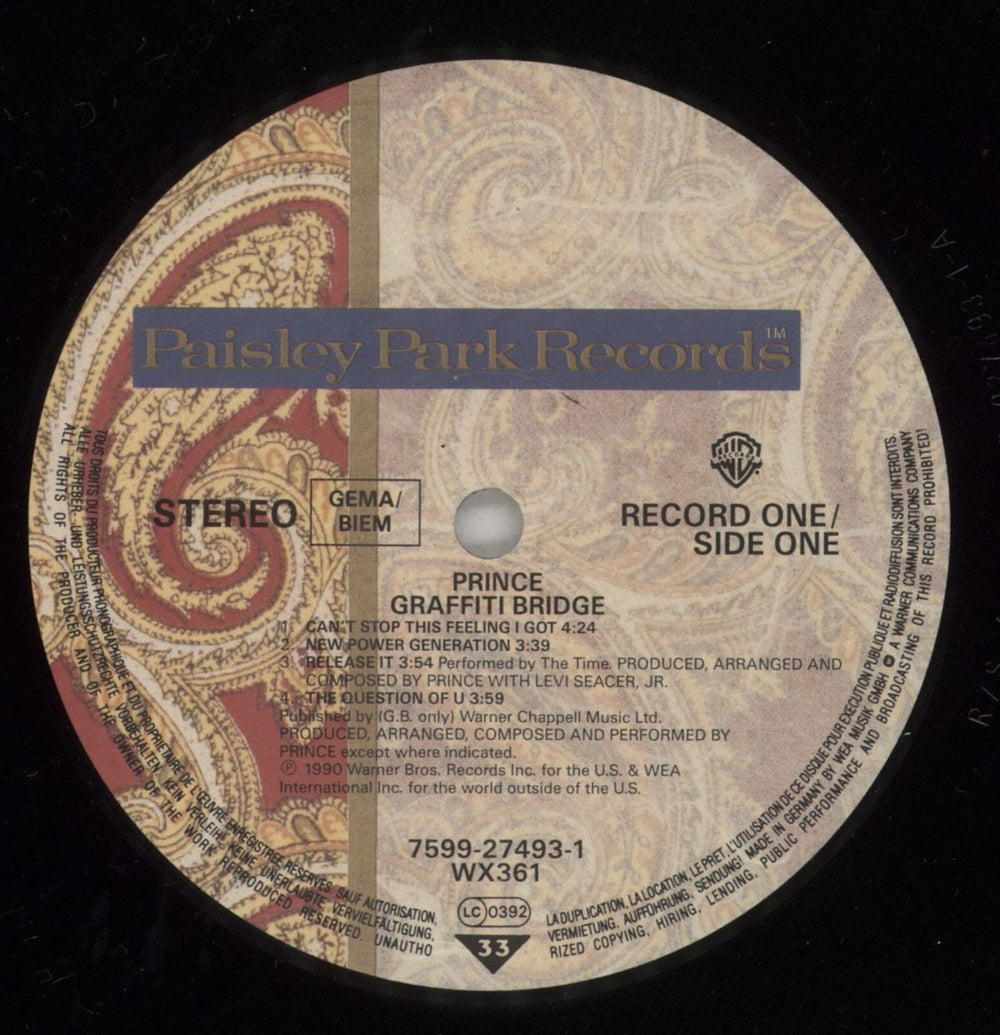 Paisley Park Records™
STEREO
GEMA/
BIEM
RECORDS
RECORD ONE/
SIDE ONE
PRINCE
GRAFFITI BRIDGE
1. CAN'T STOP THIS FEELING I GOT 4:24
2. NEW POWER GENERATION 3:39
3. RELEASE IT 3:54 Performed by The Time. PRODUCED, ARRANGED AND
COMPOSED BY PRINCE WITH LEVI SEACER, JR.
4. THE QUESTION OF U 3:59
Published by (G.B. only) Warner Chappell Music Ltd.
PRODUCED, ARRANGED, COMPOSED AND PERFORMED BY
PRINCE except where indicated.
℗ 1990 Warner Bros. Records Inc. for the U.S. & WEA
International Inc. for the world outside of the U.S.
7599-27493-1
WX361
LC 0392
33
TOUS DROITS DU PRODUCTEUR PHONOGRAPHIQUE ET DU PROPRIETAIRE DE L'ŒUVRE ENREGISTREE RESERVES. SAUF AUTORISATION, LA DUPLICATION, LA LOCATION, LE PRET, L'UTILISATION DE CE DISQUE POUR EXECUTION PUBLIQUE ET RADIODIFFUSION SONT INTERDITS.
ALLE URHEBER- UND LEISTUNGSSCHUTZRECHTE VORBEHALTEN. KEIN VERLEIH! KEINE UNERLAUBTE VERVIELFÄLTIGUNG, VERMIETUNG, AUFFÜHRUNG, SENDUNG! MADE IN GERMANY BY WEA MUSIK GMBH A WARNER COMMUNICATIONS COMPANY
ALL RIGHTS OF THE PRODUCER AND OF THE OWNER OF THE WORK REPRODUCED RESERVED. UNAUTHORIZED COPYING, HIRING, LENDING, PUBLIC PERFORMANCE AND BROADCASTING OF THIS RECORD PROHIBITED!